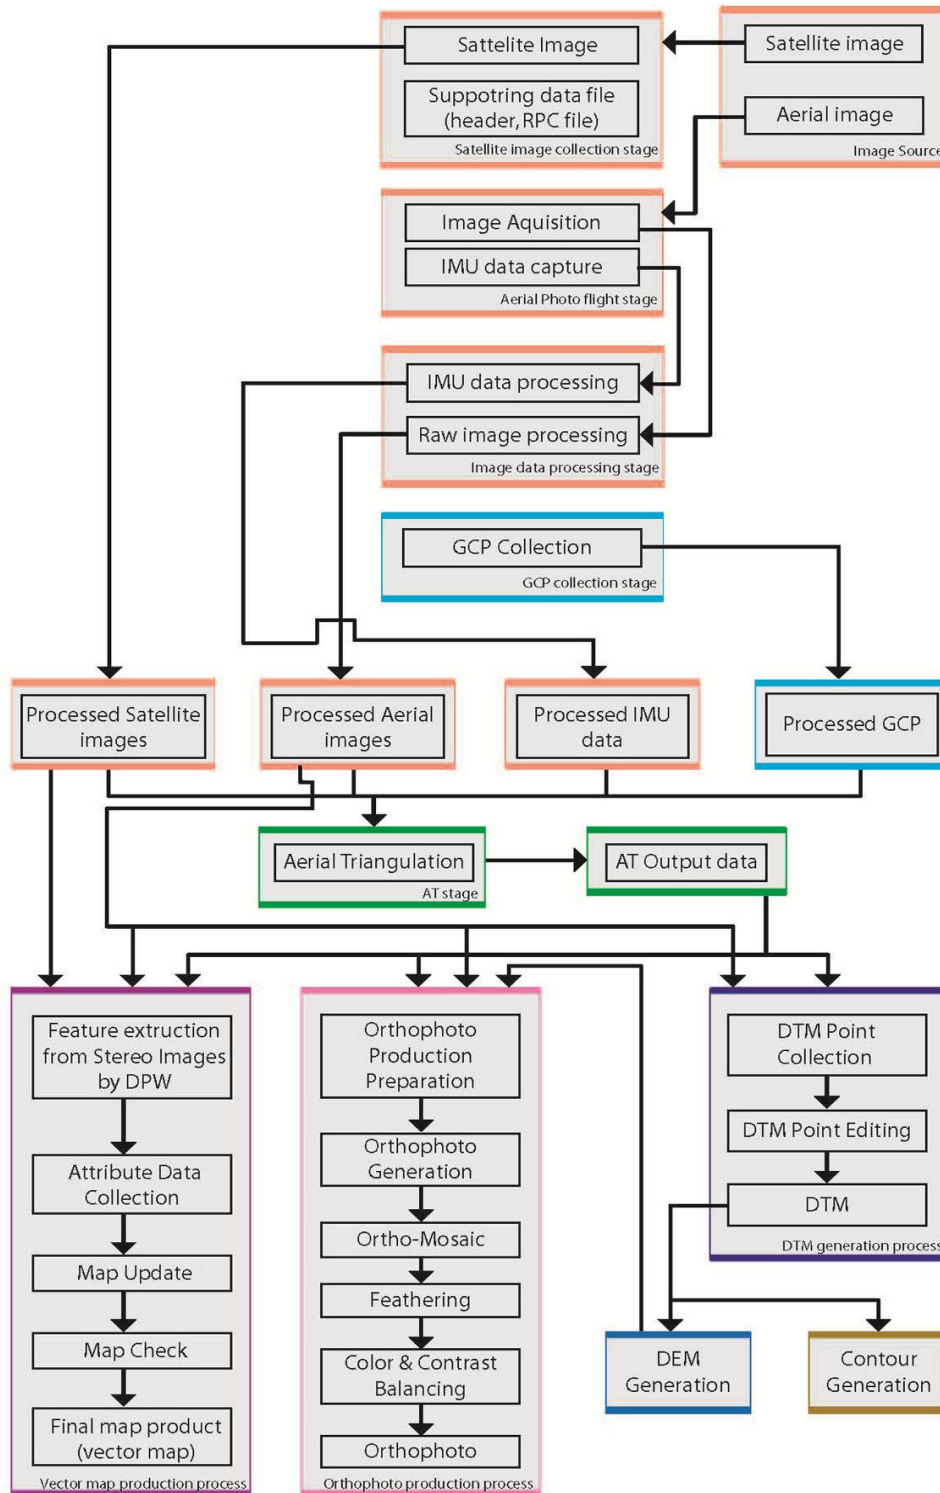 Sattelite Image
Suppotring data file
(header, RPC file)
Satellite image collection stage
Satellite image
Aerial image
Image Source
Image Aquisition
IMU data capture
Aerial Photo flight stage
IMU data processing
Raw image processing
Image data processing stage
GCP Collection
GCP collection stage
Processed Satellite
images
Processed Aerial
images
Processed IMU
data
Processed GCP
Aerial Triangulation
AT stage
AT Output data
Feature extruction
from Stereo Images
by DPW
Attribute Data
Collection
Map Update
Map Check
Final map product
(vector map)
Vector map production process
Orthophoto
Production
Preparation
Orthophoto
Generation
Ortho-Mosaic
Feathering
Color & Contrast
Balancing
Orthophoto
Orthophoto production process
DTM Point
Collection
DTM Point Editing
DTM
DTM generation process
DEM
Generation
Contour
Generation